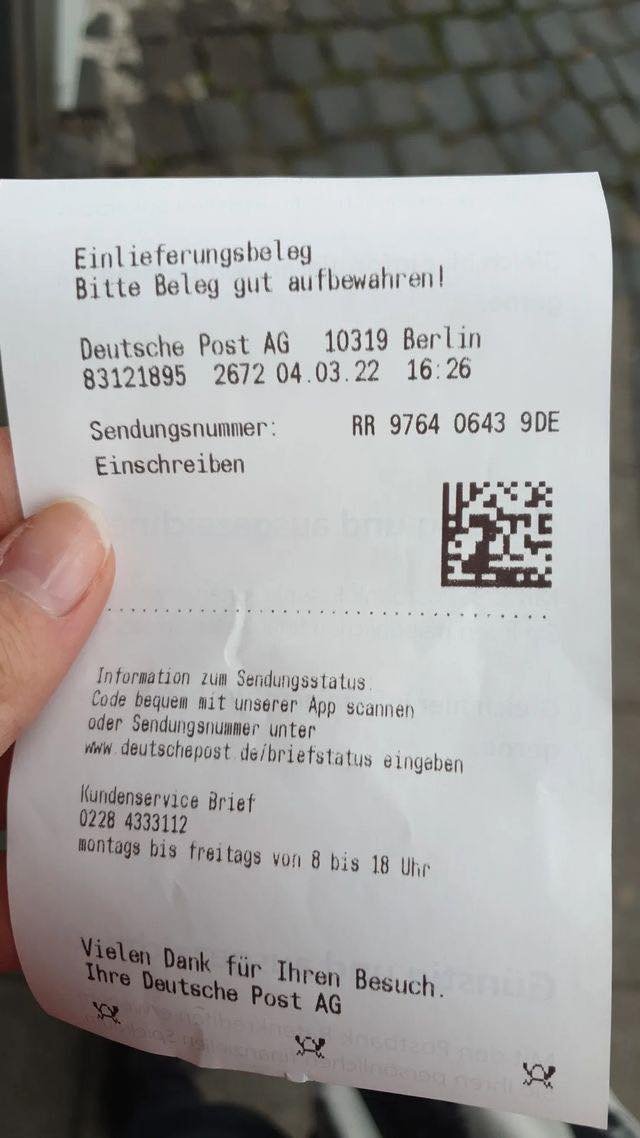 Einlieferungsbeleg
Bitte Beleg gut aufbewahren!
Deutsche Post AG 10319 Berlin
83121895 2672 04.03.22 16:26
Sendungsnummer: RR 9764 0643 9DE
Einschreiben
Information zum Sendungsstatus.
Code bequem mit unserer App scannen
oder Sendungsnummer unter
www.deutschepost.de/briefstatus eingeben
Kundenservice Brief
0228 4333112
montags bis freitags von 8 bis 18 Uhr
Vielen Dank für Ihren Besuch.
Ihre Deutsche Post AG